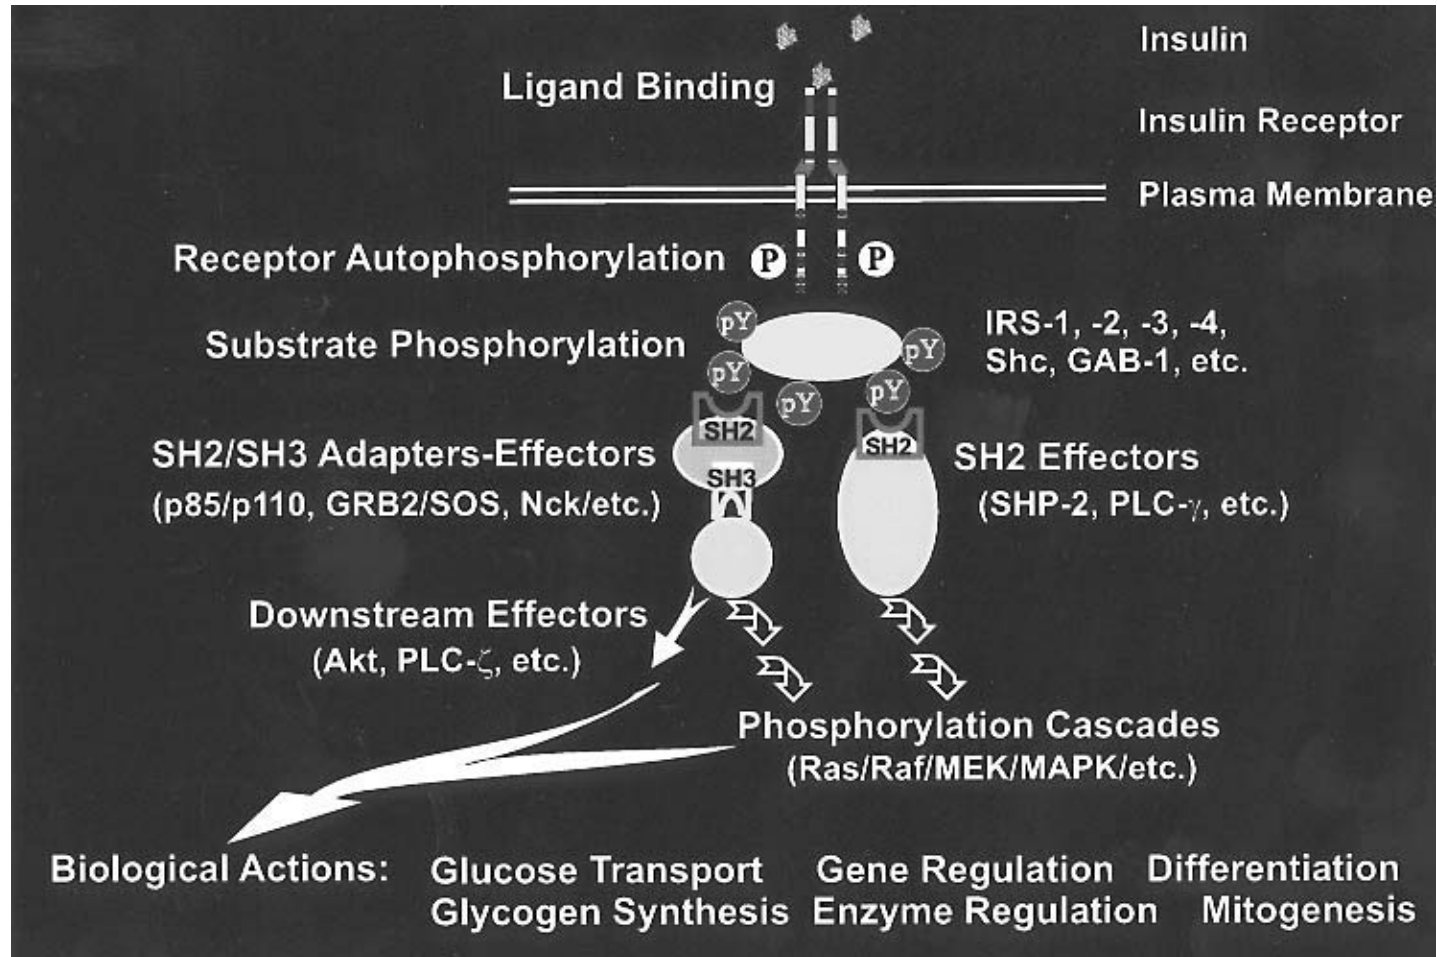 Insulin
Ligand Binding
Insulin Receptor
Plasma Membrane
Receptor Autophosphorylation P P
pY
Substrate Phosphorylation
pY
pY
pY
pY
IRS-1, -2, -3, -4,
Shc, GAB-1, etc.
SH2
SH2
SH2/SH3 Adapters-Effectors
(p85/p110, GRB2/SOS, Nck/etc.)
SH3
SH2 Effectors
(SHP-2, PLC-γ, etc.)
Downstream Effectors
(Akt, PLC-ζ, etc.)
Phosphorylation Cascades
(Ras/Raf/MEK/MAPK/etc.)
Biological Actions: Glucose Transport Gene Regulation Differentiation
Glycogen Synthesis Enzyme Regulation Mitogenesis